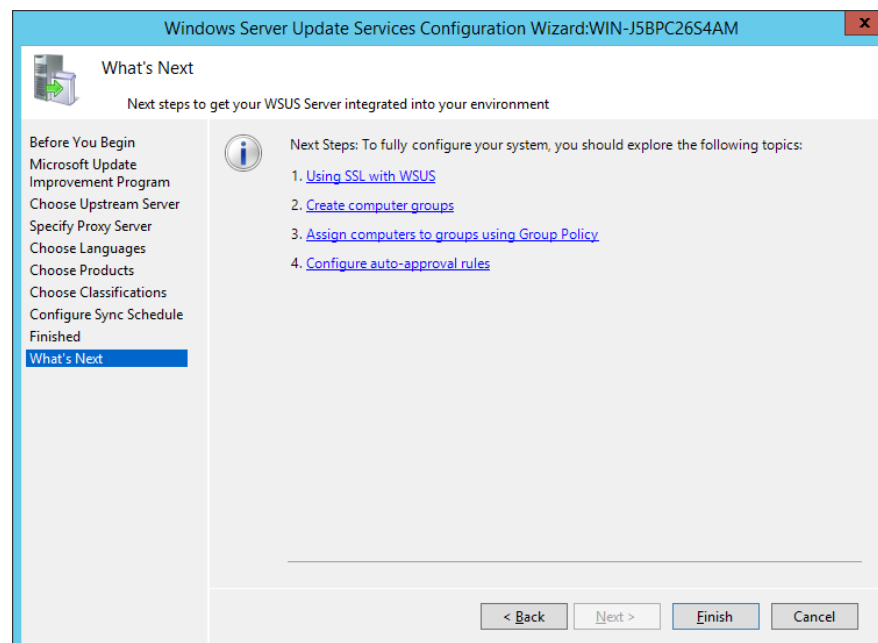 Windows Server Update Services Configuration Wizard:WIN-J5BPC26S4AM
x
What's Next
Next steps to get your WSUS Server integrated into your environment
Before You Begin
Microsoft Update
Improvement Program
Choose Upstream Server
Specify Proxy Server
Choose Languages
Choose Products
Choose Classifications
Configure Sync Schedule
Finished
What's Next
i
Next Steps: To fully configure your system, you should explore the following topics:
1. Using SSL with WSUS
2. Create computer groups
3. Assign computers to groups using Group Policy
4. Configure auto-approval rules
< Back
Next >
Finish
Cancel